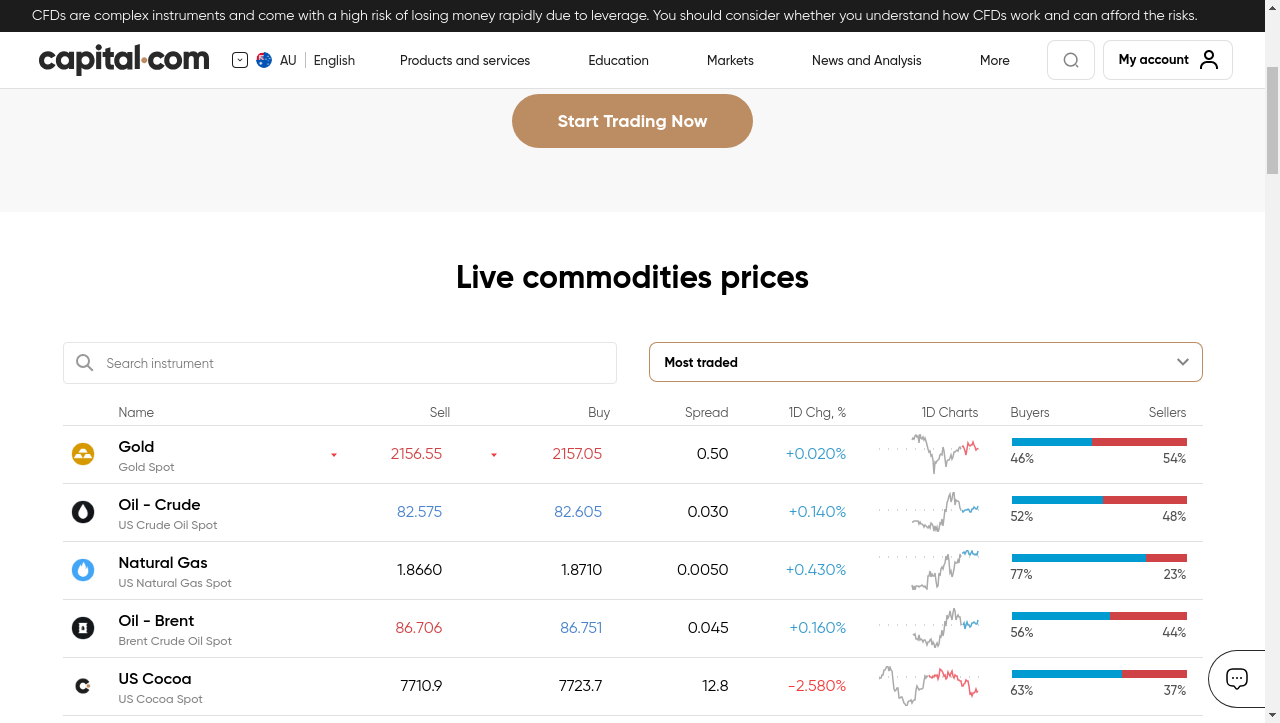 CFDs are complex instruments and come with a high risk of losing money rapidly due to leverage. You should consider whether you understand how CFDs work and can afford the risks.
capital.com AU English Products and services Education Markets News and Analysis More My account
Start Trading Now
Live commodities prices
Search instrument Most traded
Name Sell Buy Spread 1D Chg, % 1D Charts Buyers Sellers
Gold 2156.55 2157.05 0.50 +0.020%
Gold Spot 46% 54%
Oil - Crude 82.575 82.605 0.030 +0.140%
US Crude Oil Spot 52% 48%
Natural Gas 1.8660 1.8710 0.0050 +0.430%
US Natural Gas Spot 77% 23%
Oil - Brent 86.706 86.751 0.045 +0.160%
Brent Crude Oil Spot 56% 44%
US Cocoa 7710.9 7723.7 12.8 -2.580%
US Cocoa Spot 63% 37%